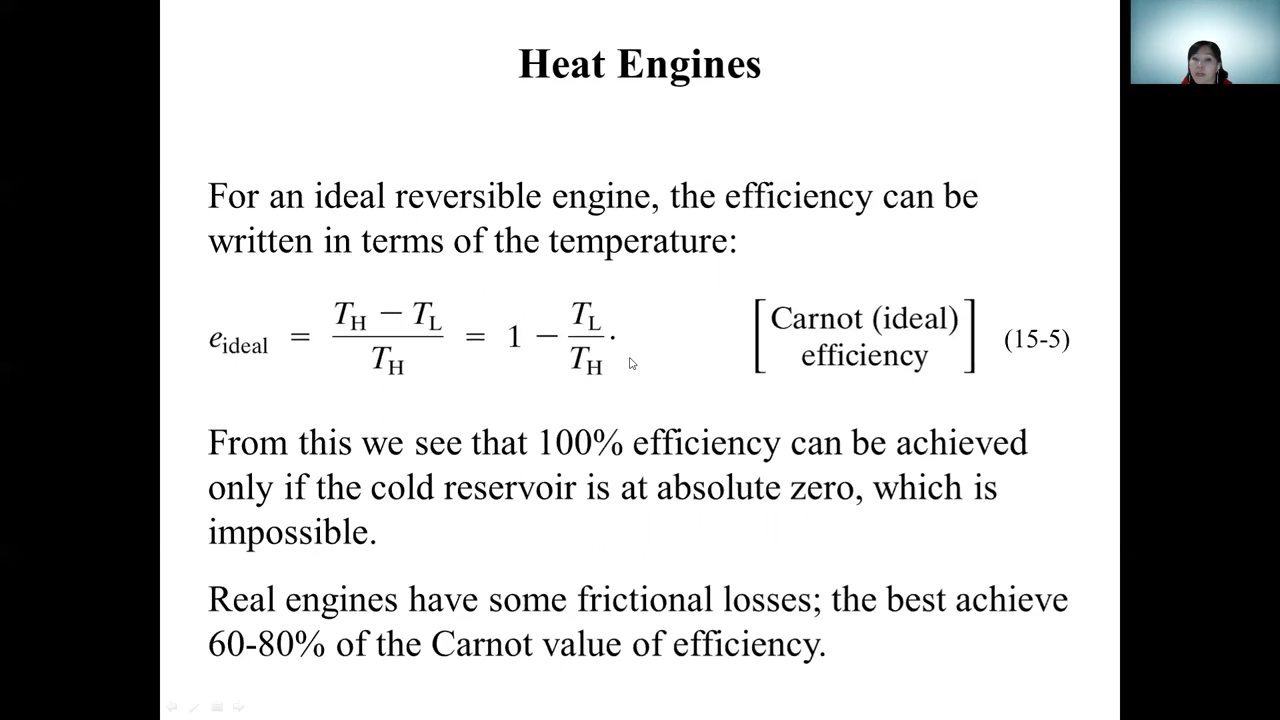 Heat Engines
For an ideal reversible engine, the efficiency can be
written in terms of the temperature:
e_ideal = (T_H − T_L)/T_H = 1 − T_L/T_H. [Carnot (ideal) efficiency] (15-5)
From this we see that 100% efficiency can be achieved
only if the cold reservoir is at absolute zero, which is
impossible.
Real engines have some frictional losses; the best achieve
60-80% of the Carnot value of efficiency.